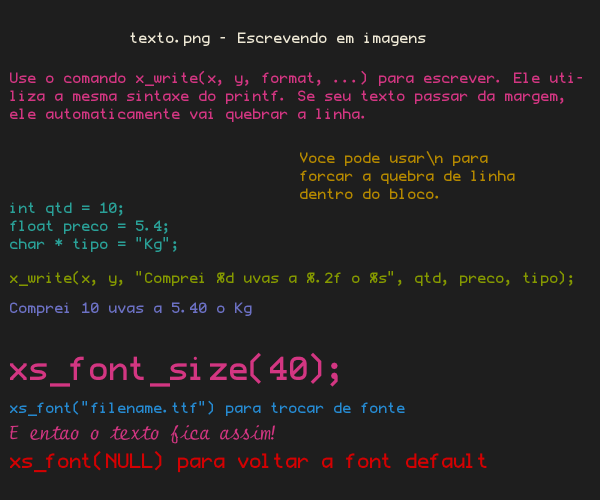 texto.png - Escrevendo em imagens
Use o comando x_write(x, y, format, ...) para escrever. Ele uti-
liza a mesma sintaxe do printf. Se seu texto passar da margem,
ele automaticamente vai quebrar a linha.
Voce pode usar\n para
forcar a quebra de linha
dentro do bloco.
int qtd = 10;
float preco = 5.4;
char * tipo = "Kg";
x_write(x, y, "Comprei %d uvas a %.2f o %s", qtd, preco, tipo);
Comprei 10 uvas a 5.40 o Kg
xs_font_size(40);
xs_font("filename.ttf") para trocar de fonte
E entao o texto fica assim!
xs_font(NULL) para voltar a font default